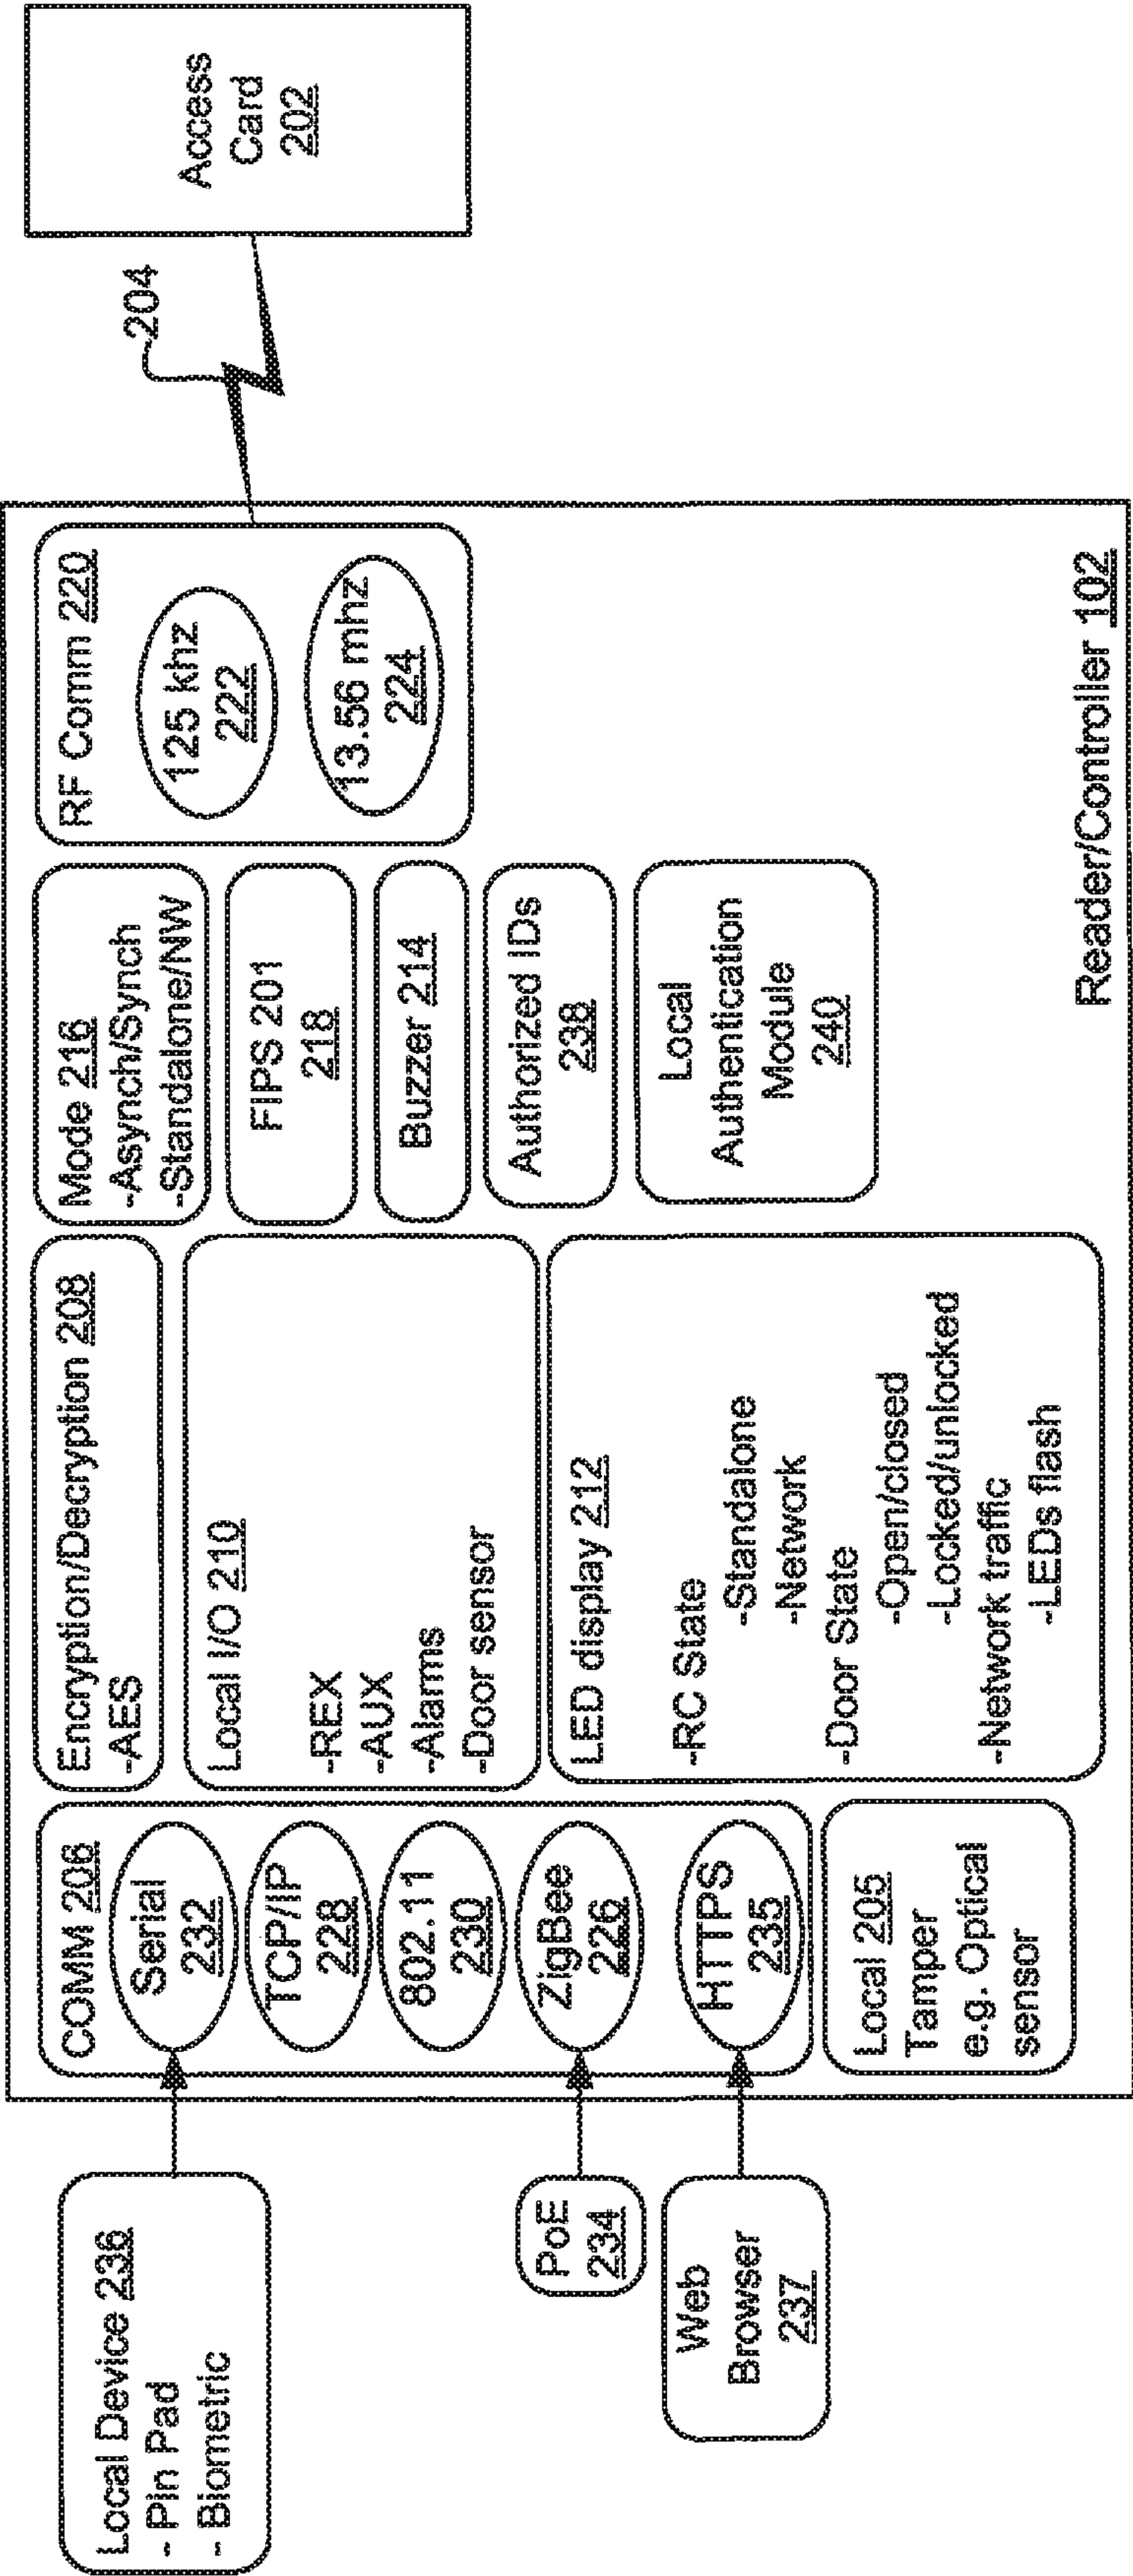 Local Device 236
- Pin Pad
- Biometric
PoE
234
Web
Browser
237
COMM 206
Serial
232
TCP/IP
228
802.11
230
ZigBee
226
HTTPS
235
Local 205
Tamper
e.g. Optical
sensor
Encryption/Decryption 208
-AES
Local I/O 210
-REX
-AUX
-Alarms
-Door sensor
LED display 212
-RC State
-Standalone
-Network
-Door State
-Open/closed
-Locked/unlocked
-Network traffic
-LEDs flash
Mode 216
-Asynch/Synch
-Standalone/NW
FIPS 201
218
Buzzer 214
Authorized IDs
238
Local
Authentication
Module
240
RF Comm 220
125 khz
222
13.56 mhz
224
Reader/Controller 102
204
Access
Card
202